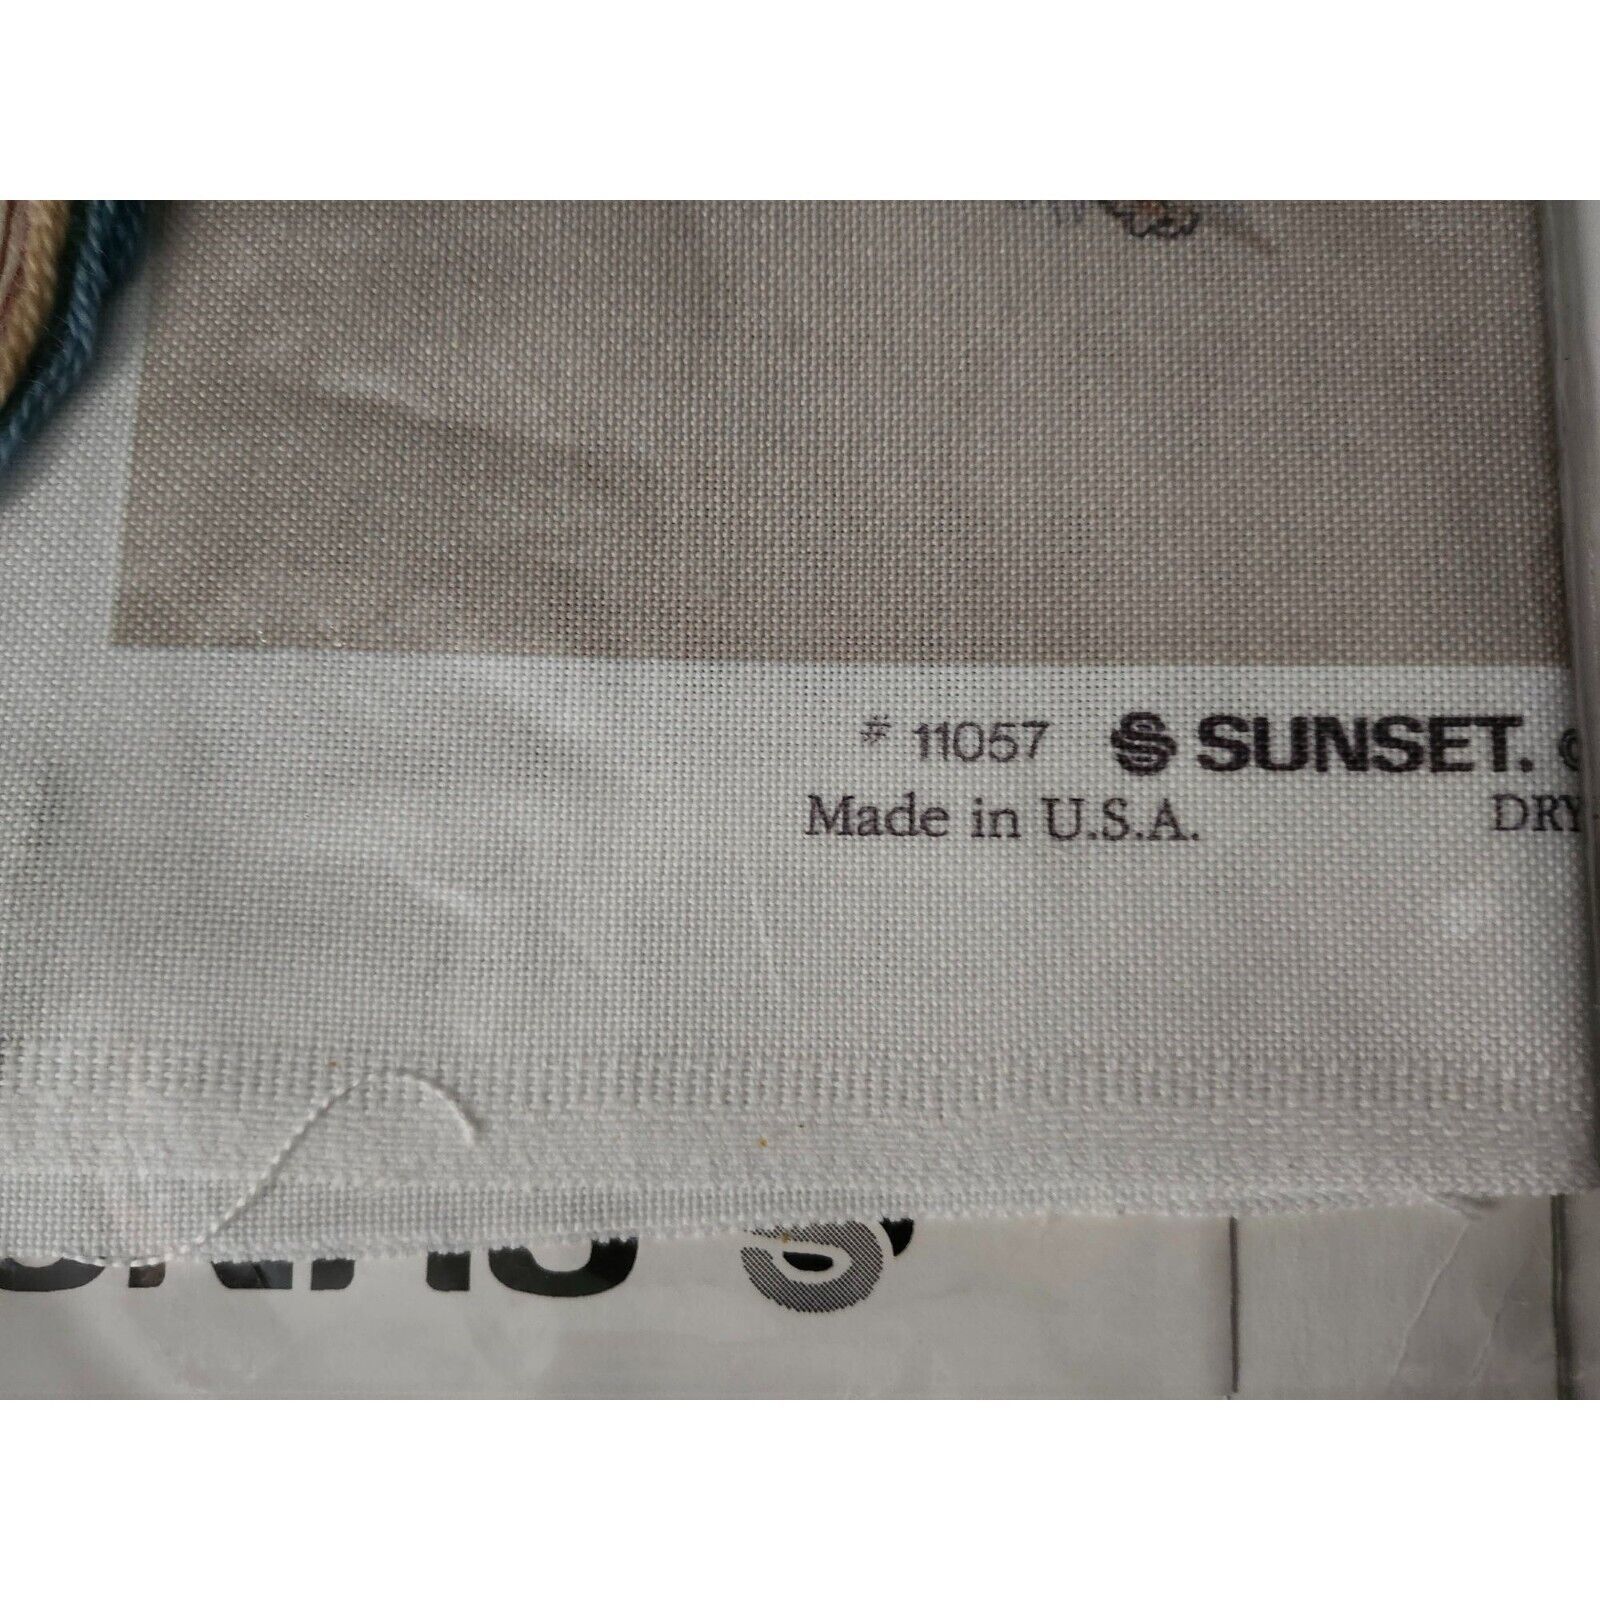 # 11057 SUNSET. ©
Made in U.S.A. DRY